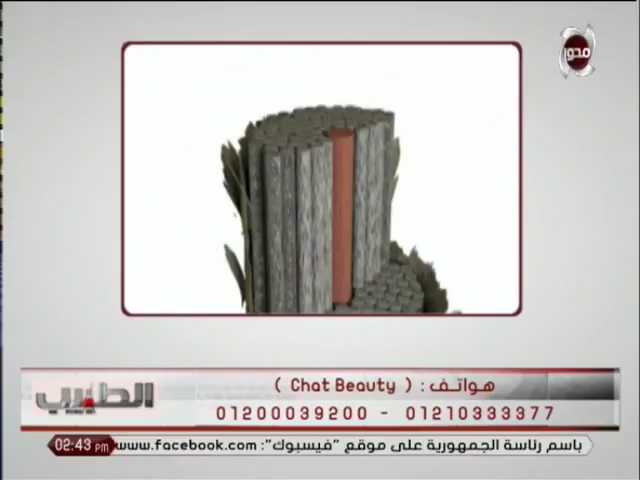 محور
هواتف : ( Chat Beauty )
الطبيب
01200039200 - 01210333377
02:43 PM
باسم رئاسة الجمهورية على موقع "فيسبوك": www.facebook.com